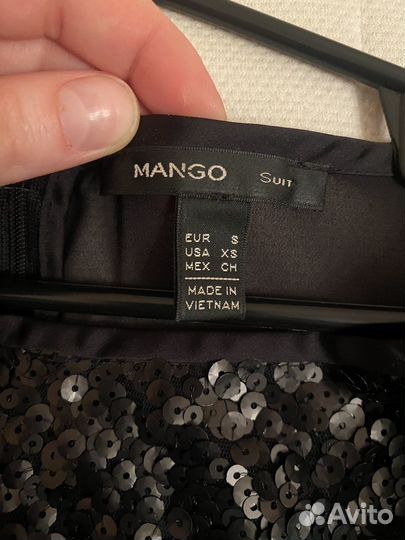 MANGO SUIT
EUR S
USA XS
MEX CH
MADE IN
VIETNAM
Avito